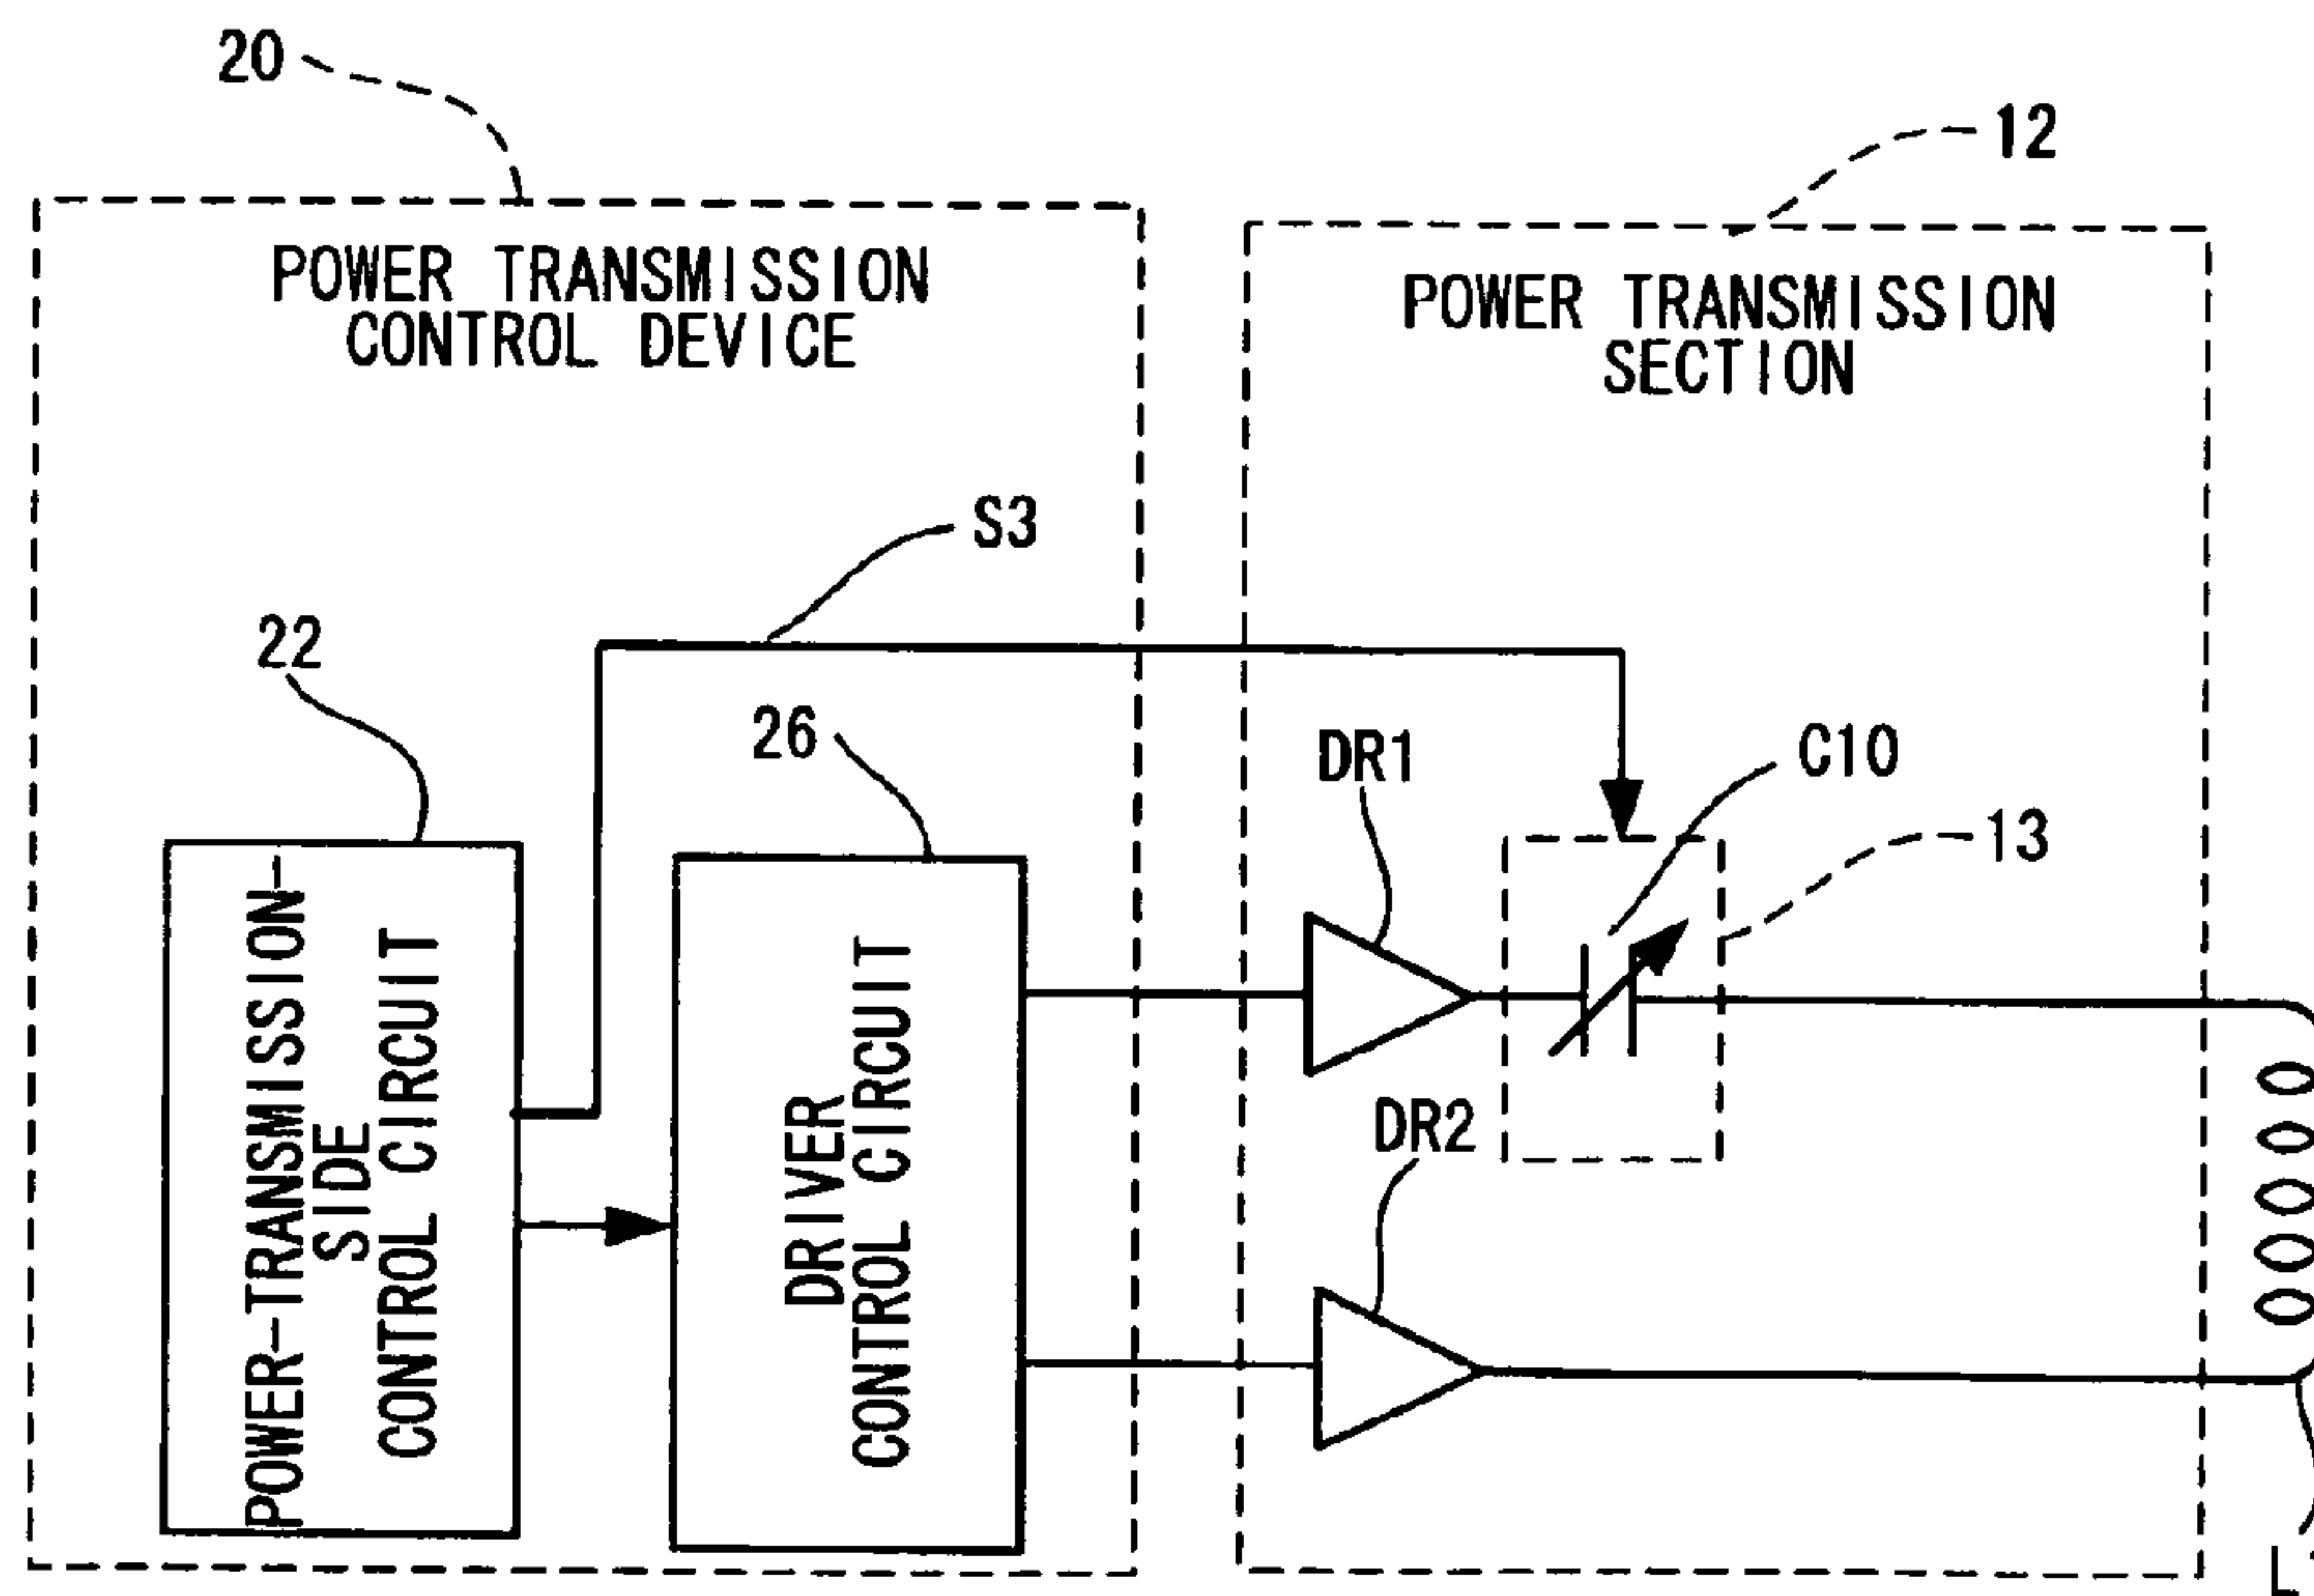 20
12
POWER TRANSMISSION
CONTROL DEVICE
POWER TRANSMISSION
SECTION
S3
22
26
DR1
C10
13
POWER-TRANSMISSION-
SIDE
CONTROL CIRCUIT
DRIVER
CONTROL CIRCUIT
DR2